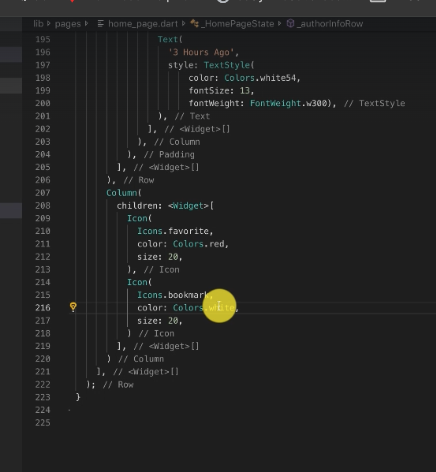 lib > pages > home_page.dart > _HomePageState > _authorInfoRow
195 Text(
196 '3 Hours Ago',
197 style: TextStyle(
198 color: Colors.white54,
199 fontSize: 13,
200 fontWeight: FontWeight.w300), // TextStyle
201 ), // Text
202 ], // <Widget>[]
203 ), // Column
204 ), // Padding
205 ], // <Widget>[]
206 ), // Row
207 Column(
208 children: <Widget>[
209 Icon(
210 Icons.favorite,
211 color: Colors.red,
212 size: 20,
213 ), // Icon
214 Icon(
215 Icons.bookmark,
216 color: Colors.white,
217 size: 20,
218 ) // Icon
219 ], // <Widget>[]
220 ) // Column
221 ], // <Widget>[]
222 ); // Row
223 }
224
225